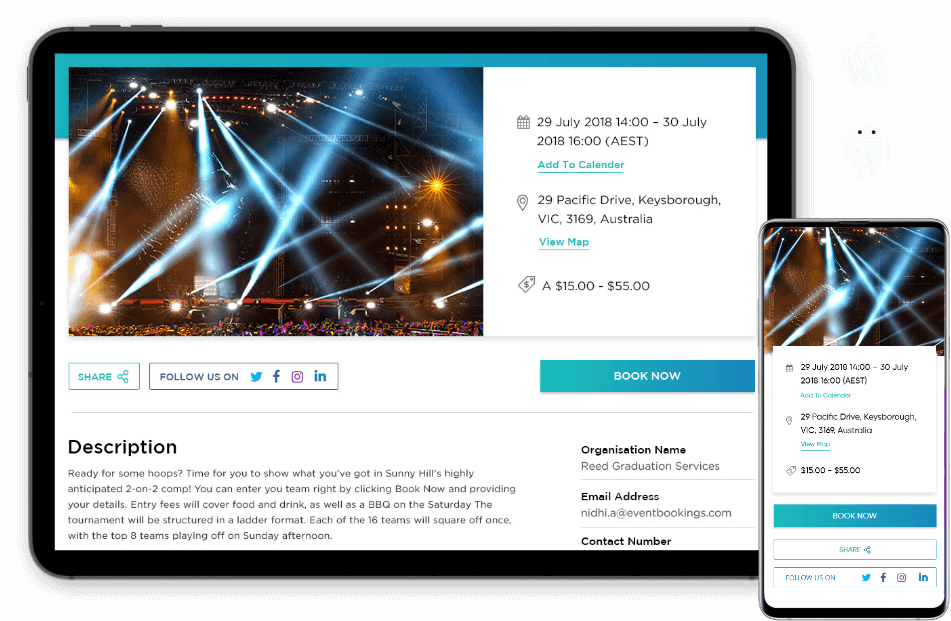 29 July 2018 14:00 – 30 July
2018 16:00 (AEST)
Add To Calender
29 Pacific Drive, Keysborough,
VIC, 3169, Australia
View Map
A $15.00 - $55.00
SHARE
FOLLOW US ON
BOOK NOW
Description
Ready for some hoops? Time for you to show what you've got in Sunny Hill's highly
anticipated 2-on-2 comp! You can enter you team right by clicking Book Now and providing
your details. Entry fees will cover food and drink, as well as a BBQ on the Saturday The
tournament will be structured in a ladder format. Each of the 16 teams will square off once,
with the top 8 teams playing off on Sunday afternoon.
Organisation Name
Reed Graduation Services
Email Address
nidhi.a@eventbookings.com
Contact Number
29 July 2018 14:00 – 30 July
2018 16:00 (AEST)
Add To Calender
29 Pacific Drive, Keysborough,
VIC, 3169, Australia
View Map
$15.00 - $55.00
BOOK NOW
SHARE
FOLLOW US ON